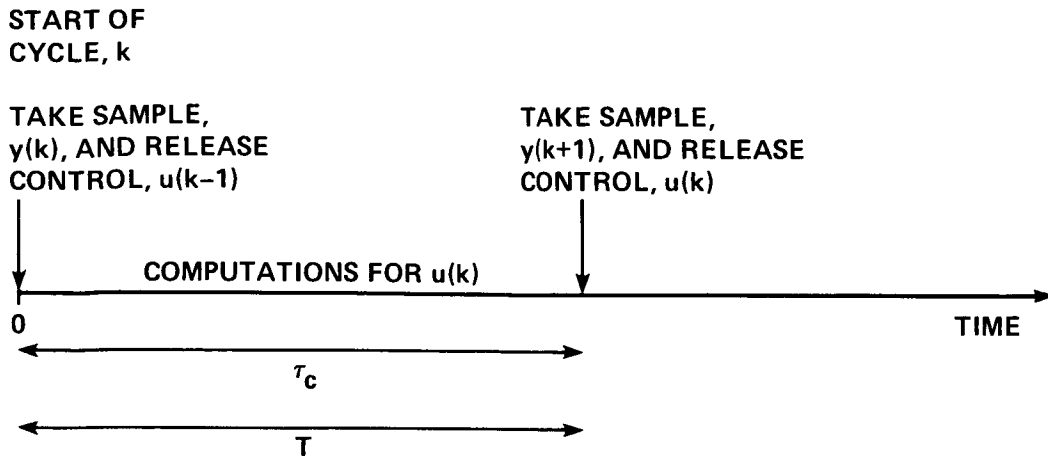 START OF
CYCLE, k
TAKE SAMPLE,
y(k), AND RELEASE
CONTROL, u(k–1)
TAKE SAMPLE,
y(k+1), AND RELEASE
CONTROL, u(k)
COMPUTATIONS FOR u(k)
0
TIME
τc
T